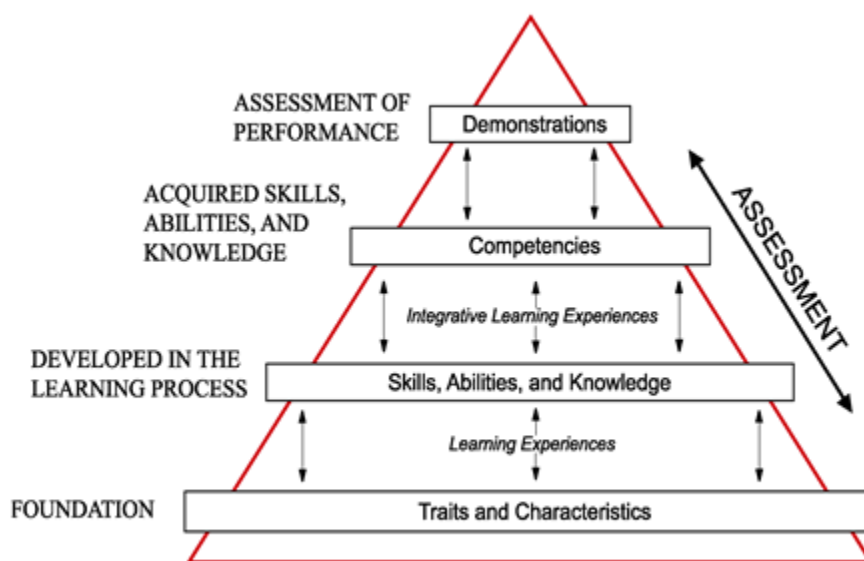 ASSESSMENT OF
PERFORMANCE
Demonstrations
ACQUIRED SKILLS,
ABILITIES, AND
KNOWLEDGE
Competencies
ASSESSMENT
Integrative Learning Experiences
DEVELOPED IN THE
LEARNING PROCESS
Skills, Abilities, and Knowledge
Learning Experiences
FOUNDATION
Traits and Characteristics